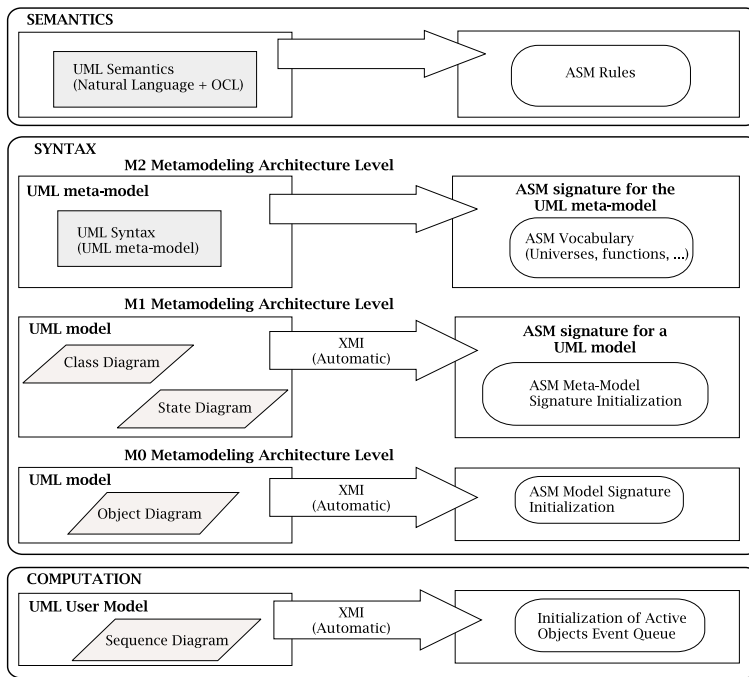 SEMANTICS
UML Semantics
(Natural Language + OCL)
ASM Rules
SYNTAX
M2 Metamodeling Architecture Level
UML meta-model
UML Syntax
(UML meta-model)
ASM signature for the
UML meta-model
ASM Vocabulary
(Universes, functions, ...)
M1 Metamodeling Architecture Level
UML model
Class Diagram
State Diagram
XMI
(Automatic)
ASM signature for a
UML model
ASM Meta-Model
Signature Initialization
M0 Metamodeling Architecture Level
UML model
Object Diagram
XMI
(Automatic)
ASM Model Signature
Initialization
COMPUTATION
UML User Model
Sequence Diagram
XMI
(Automatic)
Initialization of Active
Objects Event Queue